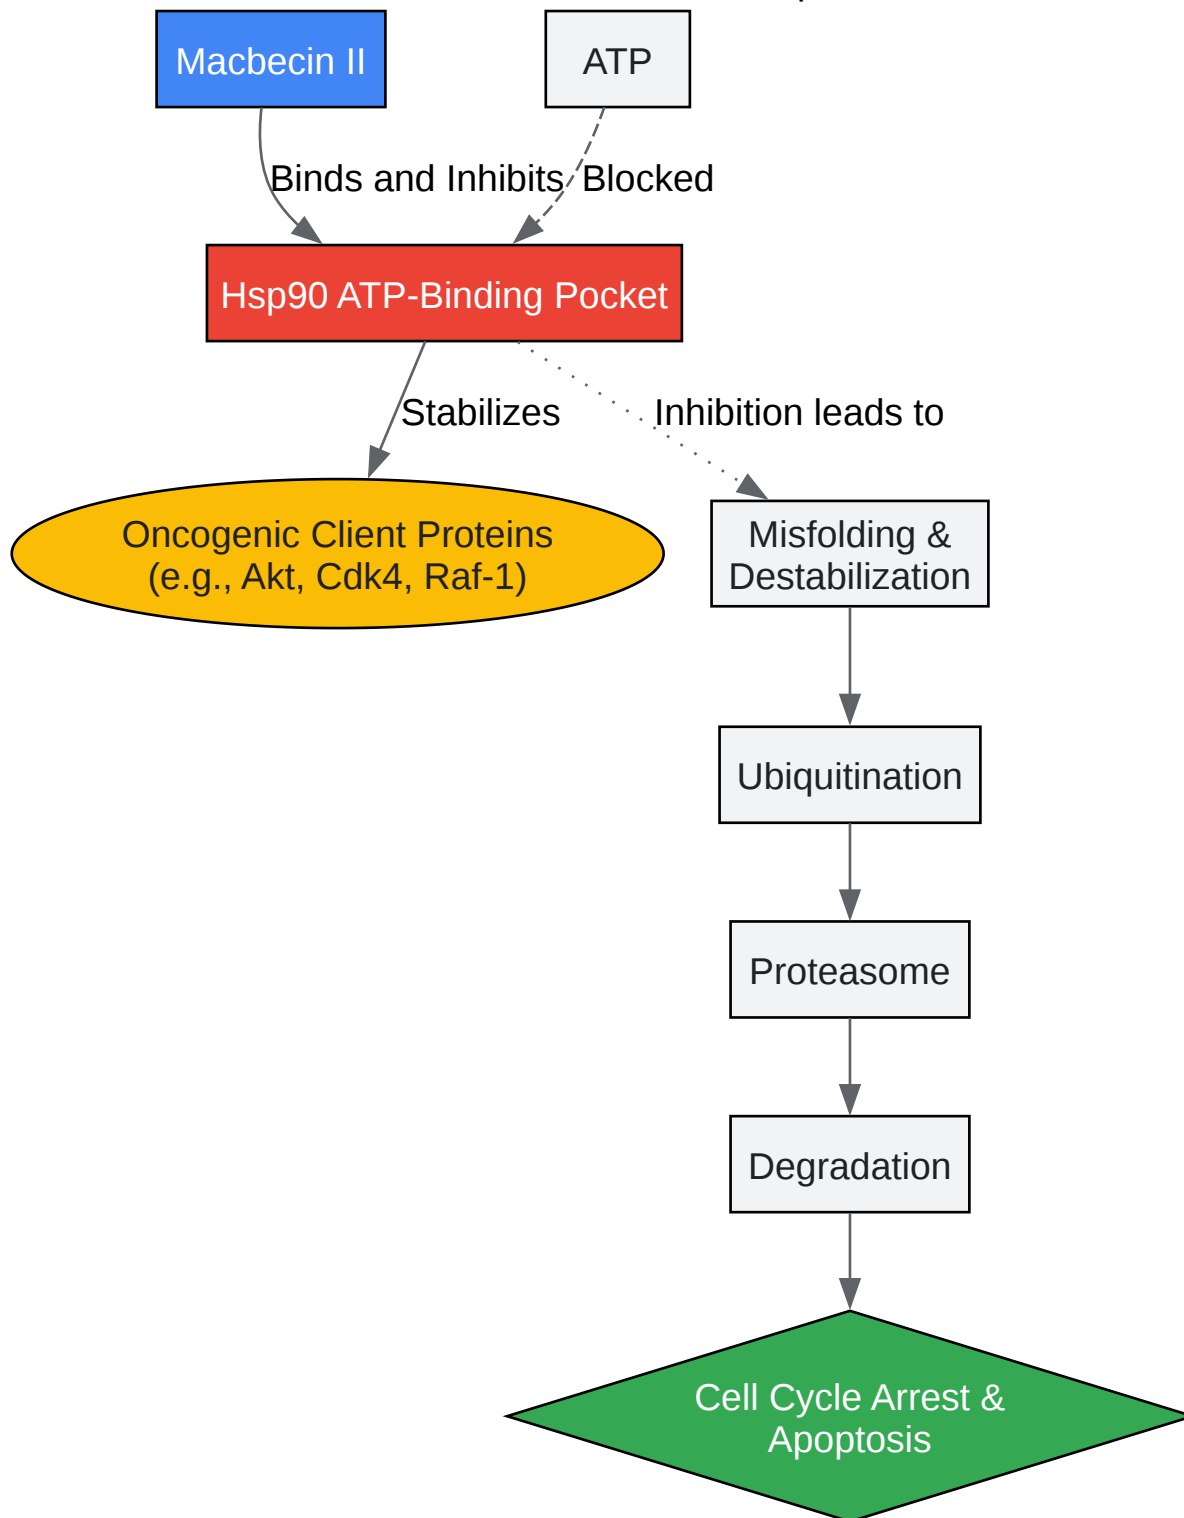 Macbecin II
ATP
Binds and Inhibits
Blocked
Hsp90 ATP-Binding Pocket
Stabilizes
Inhibition leads to
Oncogenic Client Proteins
(e.g., Akt, Cdk4, Raf-1)
Misfolding &
Destabilization
Ubiquitination
Proteasome
Degradation
Cell Cycle Arrest &
Apoptosis